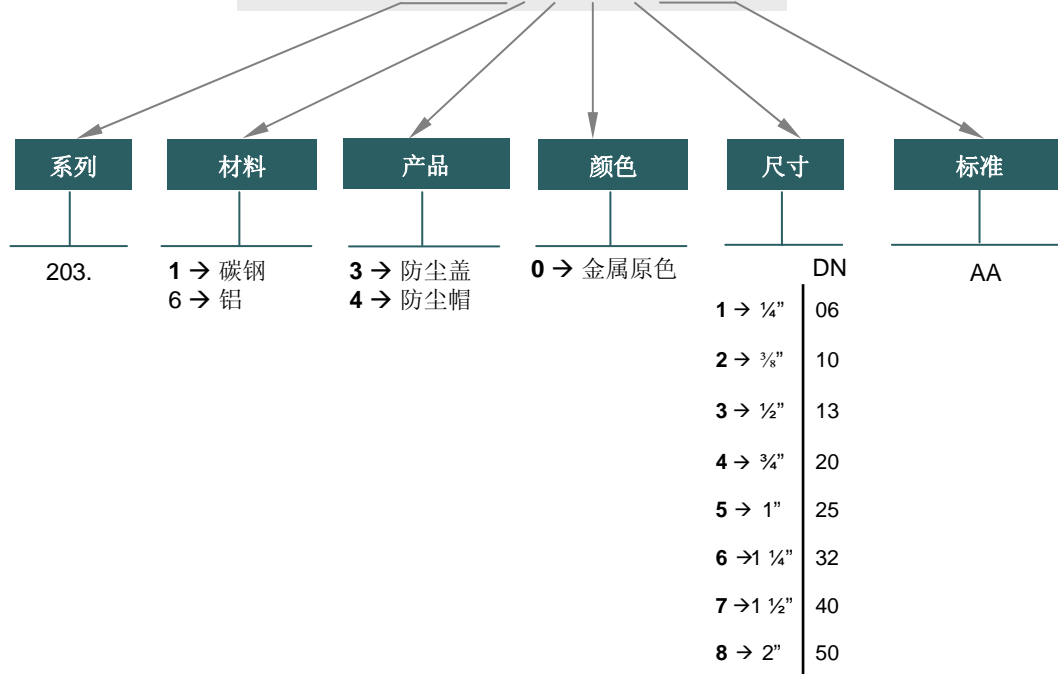 系列 材料 产品 颜色 尺寸 标准
203. 1 → 碳钢 3 → 防尘盖 0 → 金属原色 DN AA
6 → 铝 4 → 防尘帽
1 → ¼” 06
2 → ⅜” 10
3 → ½” 13
4 → ¾” 20
5 → 1” 25
6 →1 ¼” 32
7 →1 ½” 40
8 → 2” 50